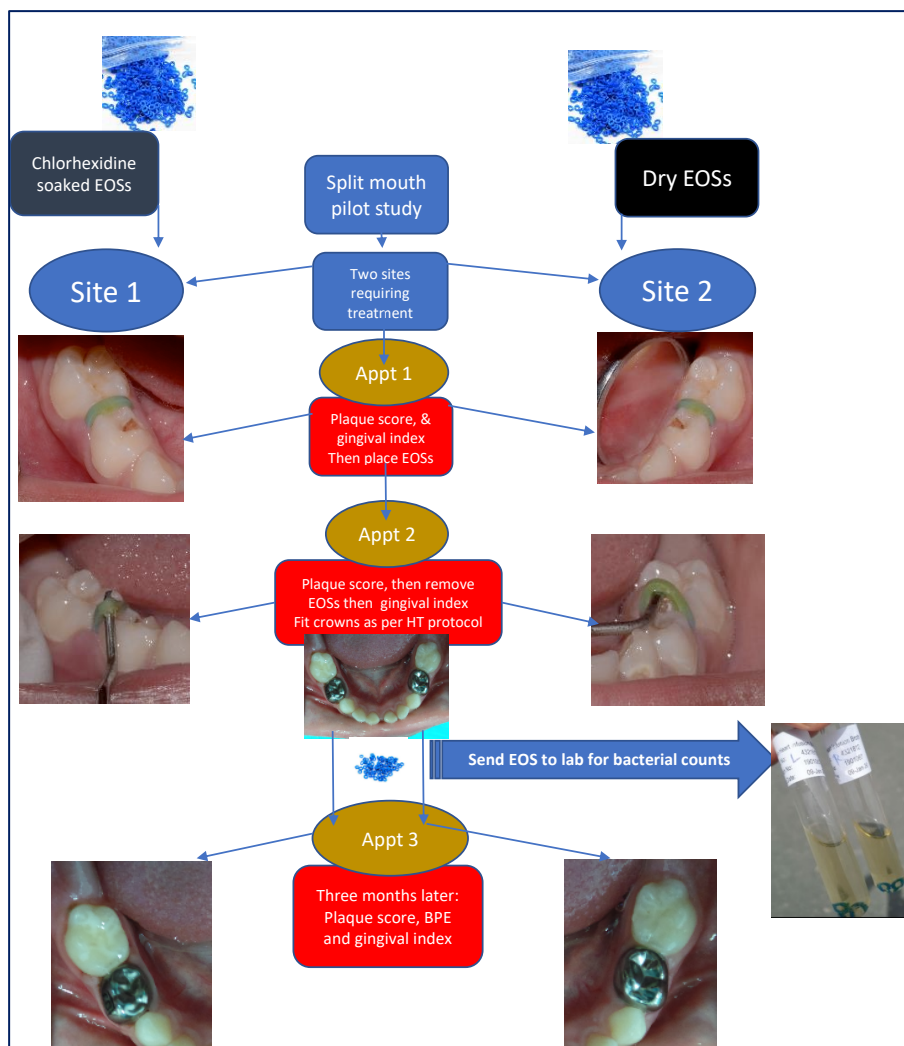 Chlorhexidine
soaked EOSs
Split mouth
pilot study
Dry EOSs
Site 1
Two sites
requiring
treatment
Site 2
Appt 1
Plaque score, &
gingival index
Then place EOSs
Appt 2
Plaque score, then remove
EOSs then gingival index
Fit crowns as per HT protocol
Send EOS to lab for bacterial counts
Appt 3
Three months later:
Plaque score, BPE
and gingival index